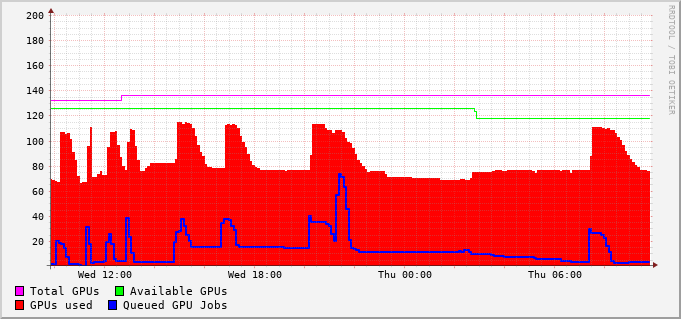 200
180
160
140
120
100
80
60
40
20
Wed 12:00 Wed 18:00 Thu 00:00 Thu 06:00
Total GPUs Available GPUs
GPUs used Queued GPU Jobs
RRDTOOL / TOBI OETIKER